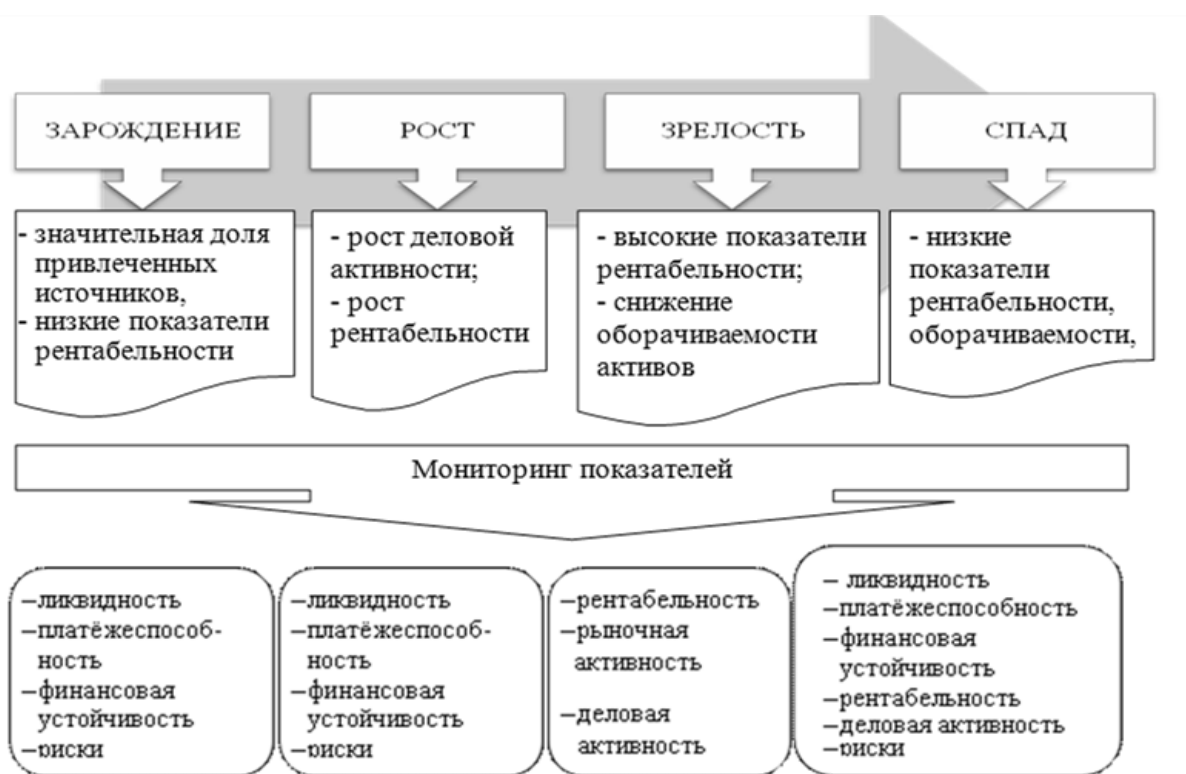 ЗАРОЖДЕНИЕ
РОСТ
ЗРЕЛОСТЬ
СПАД
- значительная доля
привлеченных
источников,
- низкие показатели
рентабельности
- рост деловой
активности;
- рост
рентабельности
- высокие показатели
рентабельности;
- снижение
оборачиваемости
активов
- низкие
показатели
рентабельности,
оборачиваемости,
Мониторинг показателей
–ликвидность
–платёжеспособ-
ность
–финансовая
устойчивость
–риски
–ликвидность
–платёжеспособ-
ность
–финансовая
устойчивость
–риски
–рентабельность
–рыночная
активность
–деловая
активность
– ликвидность
–платёжеспособность
–финансовая
устойчивость
–рентабельность
–деловая активность
–риски